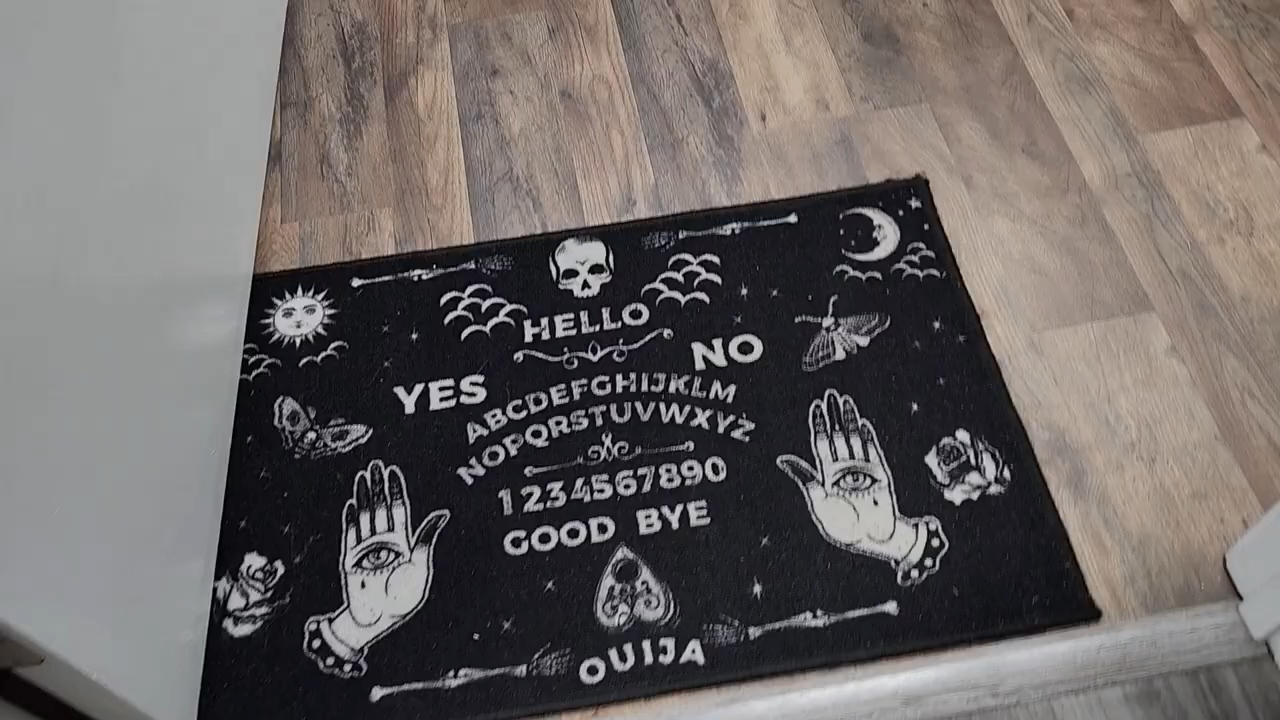 HELLO
YES
NO
ABCDEFGHIJKLM
NOPQRSTUVWXYZ
1234567890
GOOD BYE
OUIJA